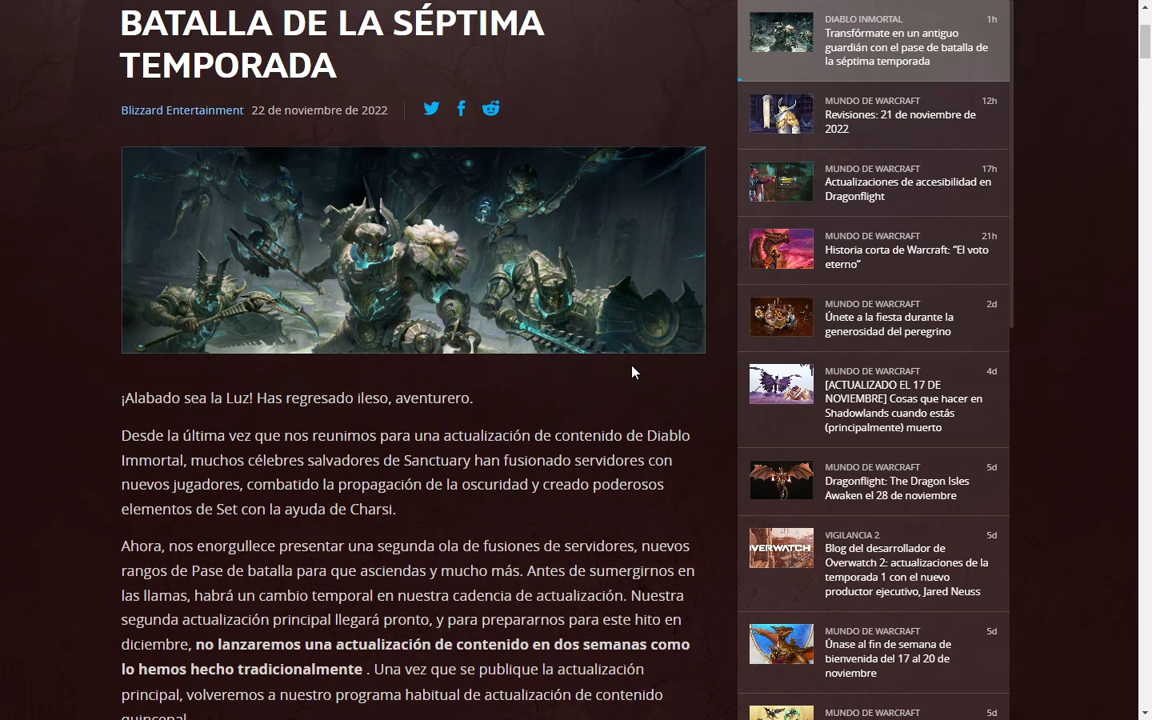 BATALLA DE LA SÉPTIMA
TEMPORADA
Blizzard Entertainment 22 de noviembre de 2022
¡Alabado sea la Luz! Has regresado ileso, aventurero.
Desde la última vez que nos reunimos para una actualización de contenido de Diablo
Immortal, muchos célebres salvadores de Sanctuary han fusionado servidores con
nuevos jugadores, combatido la propagación de la oscuridad y creado poderosos
elementos de Set con la ayuda de Charsi.
Ahora, nos enorgullece presentar una segunda ola de fusiones de servidores, nuevos
rangos de Pase de batalla para que asciendas y mucho más. Antes de sumergirnos en
las llamas, habrá un cambio temporal en nuestra cadencia de actualización. Nuestra
segunda actualización principal llegará pronto, y para prepararnos para este hito en
diciembre, no lanzaremos una actualización de contenido en dos semanas como
lo hemos hecho tradicionalmente . Una vez que se publique la actualización
principal, volveremos a nuestro programa habitual de actualización de contenido
quincenal.
DIABLO INMORTAL 1h
Transfórmate en un antiguo
guardián con el pase de batalla de
la séptima temporada
MUNDO DE WARCRAFT 12h
Revisiones: 21 de noviembre de
2022
MUNDO DE WARCRAFT 17h
Actualizaciones de accesibilidad en
Dragonflight
MUNDO DE WARCRAFT 21h
Historia corta de Warcraft: “El voto
eterno”
MUNDO DE WARCRAFT 2d
Únete a la fiesta durante la
generosidad del peregrino
MUNDO DE WARCRAFT 4d
[ACTUALIZADO EL 17 DE
NOVIEMBRE] Cosas que hacer en
Shadowlands cuando estás
(principalmente) muerto
MUNDO DE WARCRAFT 5d
Dragonflight: The Dragon Isles
Awaken el 28 de noviembre
VIGILANCIA 2 5d
OVERWATCH
Blog del desarrollador de
Overwatch 2: actualizaciones de la
temporada 1 con el nuevo
productor ejecutivo, Jared Neuss
MUNDO DE WARCRAFT 5d
Únase al fin de semana de
bienvenida del 17 al 20 de
noviembre
MUNDO DE WARCRAFT 5d